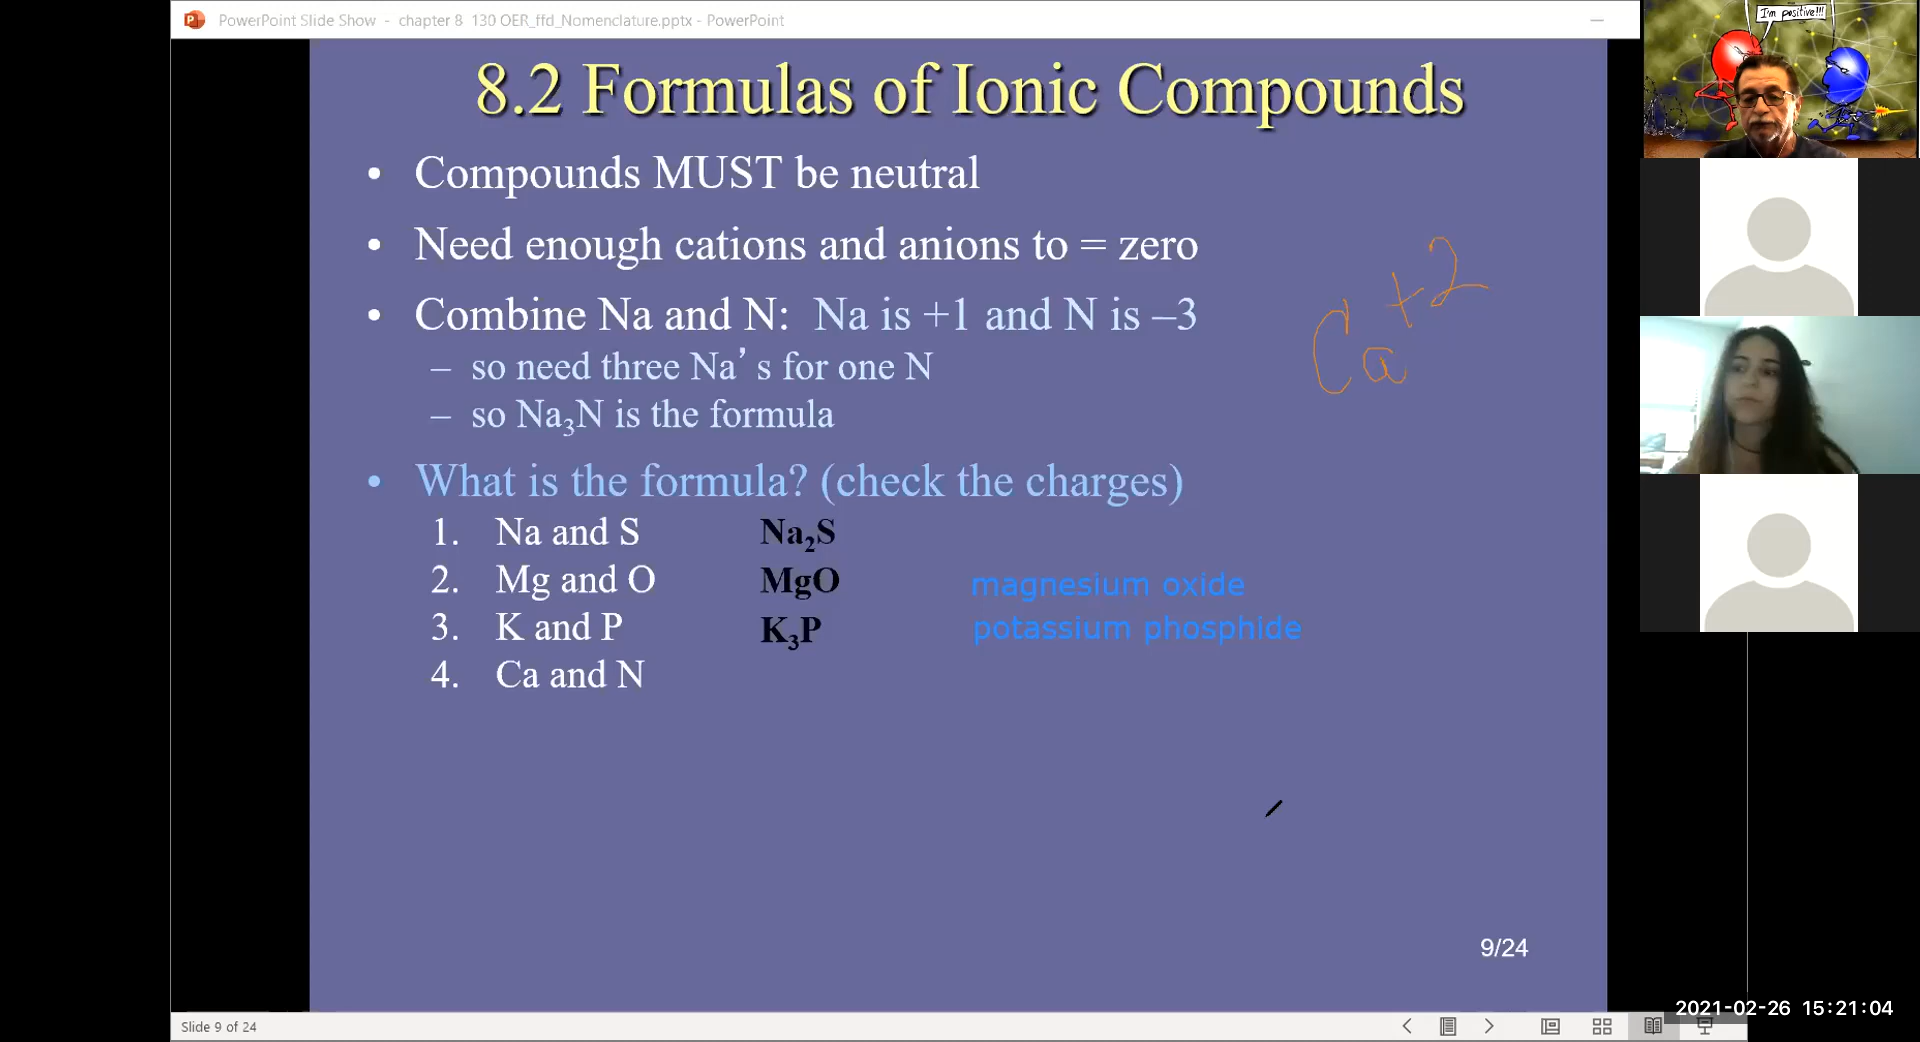 PowerPoint Slide Show - chapter 8 130 OER_ffd_Nomenclature.pptx - PowerPoint
I'm positive!!!
8.2 Formulas of Ionic Compounds
• Compounds MUST be neutral
• Need enough cations and anions to = zero
• Combine Na and N: Na is +1 and N is –3
– so need three Na's for one N
– so Na₃N is the formula
Ca+2
• What is the formula? (check the charges)
1. Na and S Na₂S
2. Mg and O MgO magnesium oxide
3. K and P K₃P potassium phosphide
4. Ca and N
9/24
2021-02-26 15:21:04
Slide 9 of 24